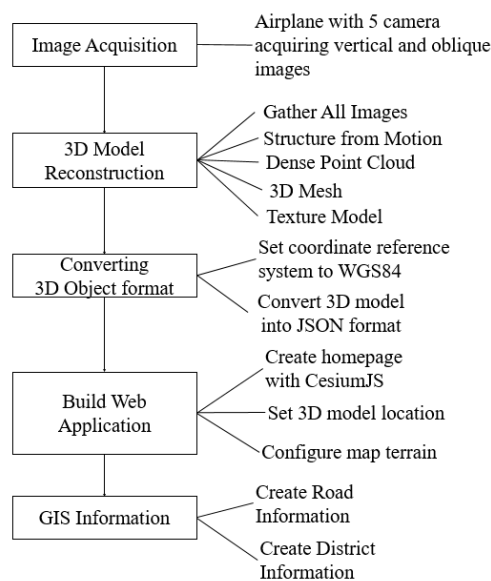 Image Acquisition
Airplane with 5 camera
acquiring vertical and oblique
images
3D Model
Reconstruction
Gather All Images
Structure from Motion
Dense Point Cloud
3D Mesh
Texture Model
Converting
3D Object format
Set coordinate reference
system to WGS84
Convert 3D model
into JSON format
Build Web
Application
Create homepage
with CesiumJS
Set 3D model location
Configure map terrain
GIS Information
Create Road
Information
Create District
Information